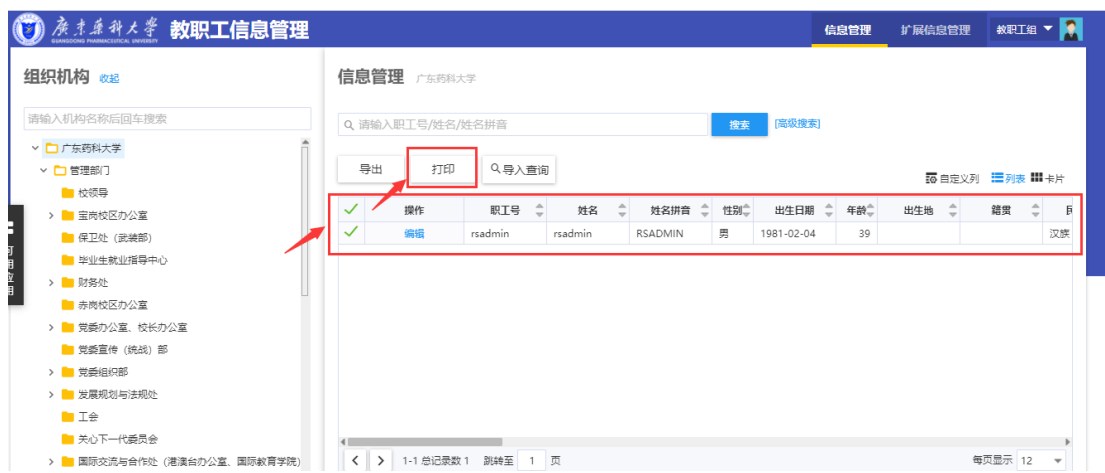 广东药科大学 教职工信息管理
GUANGDONG PHARMACEUTICAL UNIVERSITY
信息管理 扩展信息管理 教职工组
组织机构 收起
请输入机构名称后回车搜索
广东药科大学
管理部门
校领导
宝岗校区办公室
保卫处（武装部）
毕业生就业指导中心
财务处
赤岗校区办公室
党委办公室、校长办公室
党委宣传（统战）部
党委组织部
发展规划与法规处
工会
关心下一代委员会
国际交流与合作处（港澳台办公室、国际教育学院）
信息管理 广东药科大学
请输入职工号/姓名/姓名拼音 搜索 [高级搜索]
导出 打印 导入查询
自定义列 列表 卡片
操作 职工号 姓名 姓名拼音 性别 出生日期 年龄 出生地 籍贯
编辑 rsadmin rsadmin RSADMIN 男 1981-02-04 39 汉族
1-1 总记录数 1 跳转至 1 页 每页显示 12